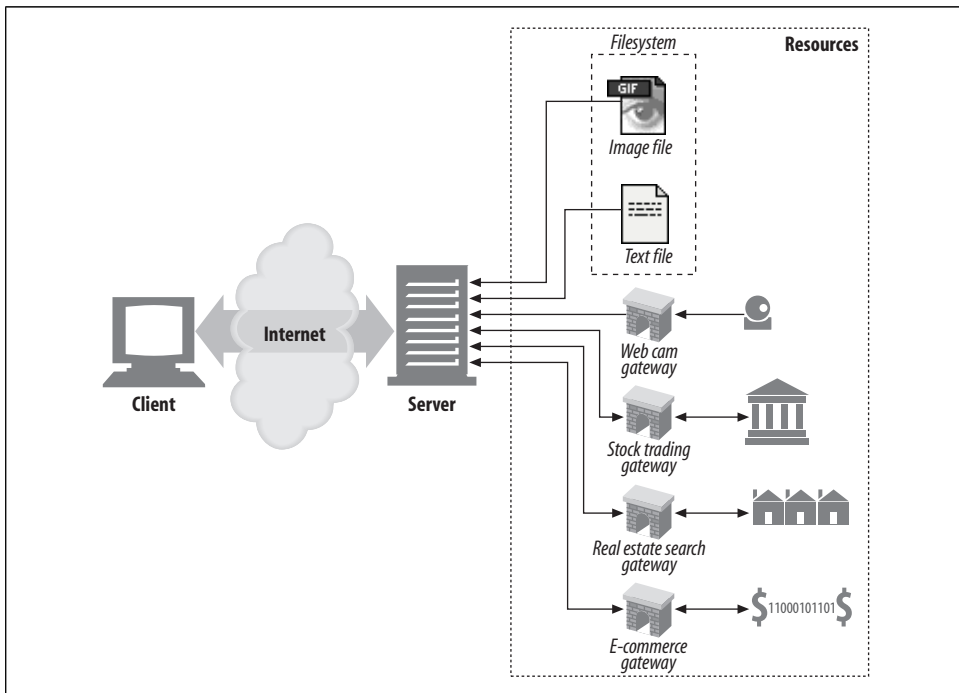 Filesystem
Resources
GIF
Image file
Text file
Internet
Client
Server
Web cam
gateway
Stock trading
gateway
Real estate search
gateway
$11000101101$
E-commerce
gateway